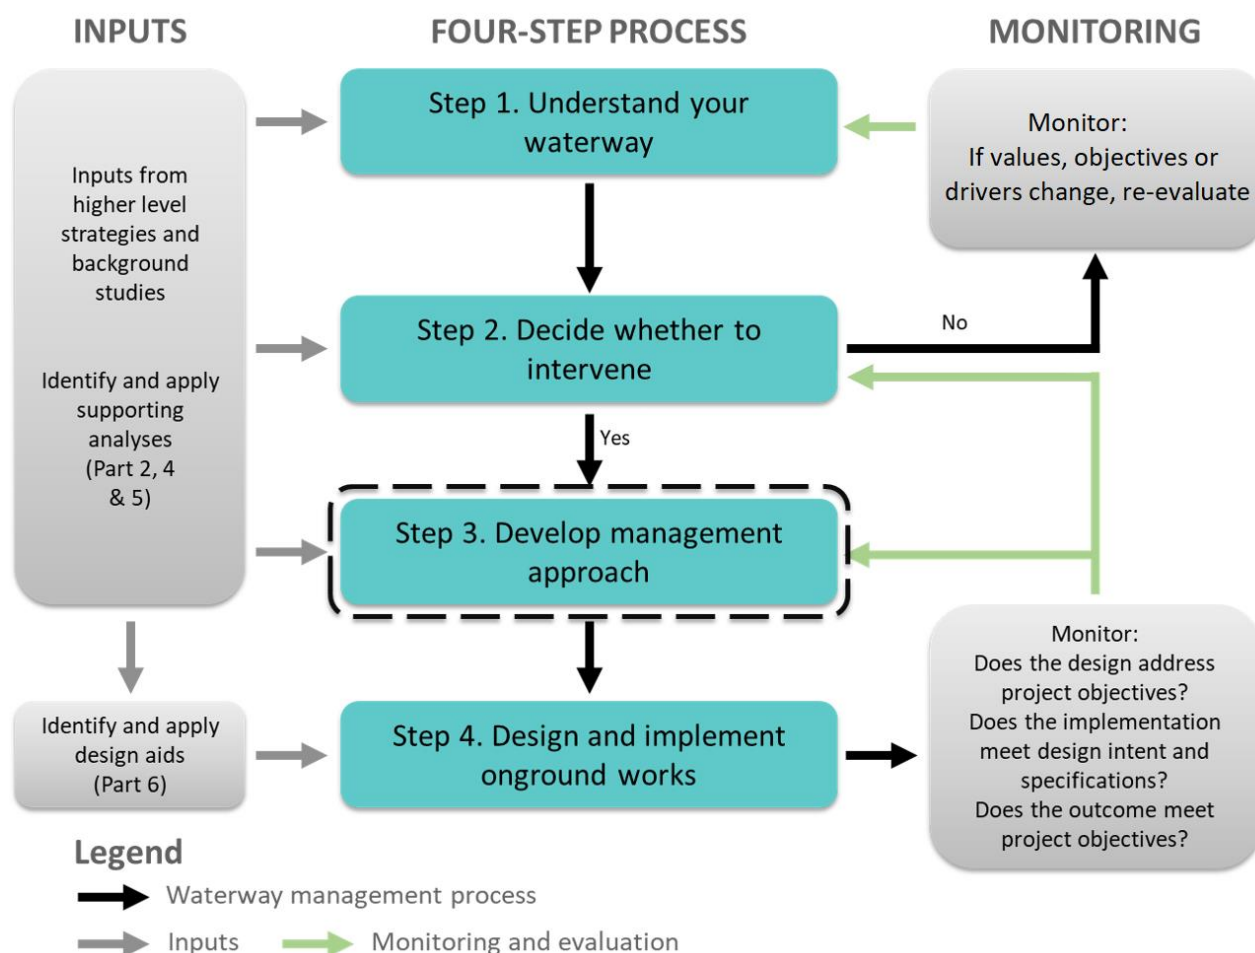 INPUTS
FOUR-STEP PROCESS
MONITORING
Inputs from
higher level
strategies and
background
studies
Identify and apply
supporting
analyses
(Part 2, 4
& 5)
Identify and apply
design aids
(Part 6)
Step 1. Understand your
waterway
Step 2. Decide whether to
intervene
No
Yes
Step 3. Develop management
approach
Step 4. Design and implement
onground works
Monitor:
If values, objectives or
drivers change, re-evaluate
Monitor:
Does the design address
project objectives?
Does the implementation
meet design intent and
specifications?
Does the outcome meet
project objectives?
Legend
Waterway management process
Inputs
Monitoring and evaluation